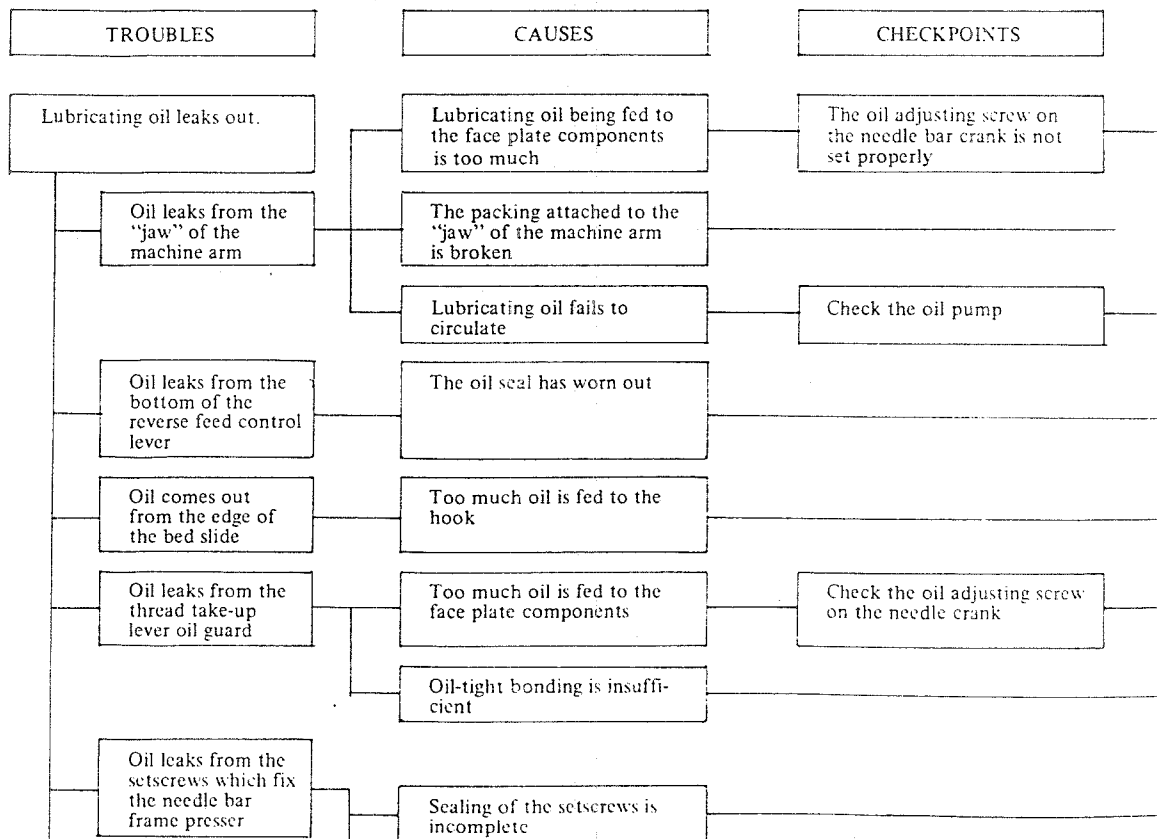 TROUBLES
CAUSES
CHECKPOINTS
Lubricating oil leaks out.
Lubricating oil being fed to
the face plate components
is too much
The oil adjusting screw on
the needle bar crank is not
set properly
Oil leaks from the
“jaw” of the
machine arm
The packing attached to the
“jaw” of the machine arm
is broken
Lubricating oil fails to
circulate
Check the oil pump
Oil leaks from the
bottom of the
reverse feed control
lever
The oil seal has worn out
Oil comes out
from the edge of
the bed slide
Too much oil is fed to the
hook
Oil leaks from the
thread take-up
lever oil guard
Too much oil is fed to the
face plate components
Check the oil adjusting screw
on the needle crank
Oil-tight bonding is insuffi-
cient
Oil leaks from the
setscrews which fix
the needle bar
frame presser
Sealing of the setscrews is
incomplete